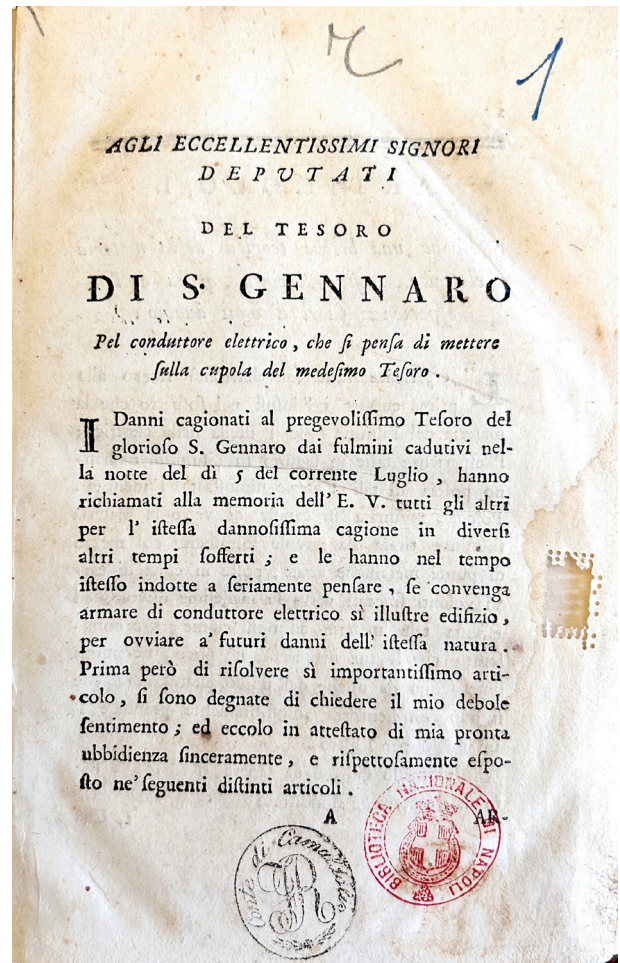 1
AGLI ECCELLENTISSIMI SIGNORI
DEPUTATI
DEL TESORO
DI S. GENNARO
Pel conduttore elettrico, che ſi penſa di mettere
ſulla cupola del medeſimo Teſoro.
I Danni cagionati al pregevoliſſimo Teſoro del
glorioſo S. Gennaro dai fulmini cadutivi nel-
la notte del dì 5 del corrente Luglio, hanno
richiamati alla memoria dell' E. V. tutti gli altri
per l' iſteſſa dannoſiſſima cagione in diverſi
altri tempi ſofferti; e le hanno nel tempo
iſteſſo indotte a ſeriamente penſare, ſe convenga
armare di conduttore elettrico sì illuſtre edifizio,
per ovviare a' futuri danni dell' iſteſſa natura.
Prima però di riſolvere sì importantiſſimo arti-
colo, ſi ſono degnate di chiedere il mio debole
ſentimento; ed eccolo in atteſtato di mia pronta
ubbidienza ſinceramente, e riſpettoſamente eſpo-
ſto ne' ſeguenti diſtinti articoli.
A AR-
Conte di Camaldoli
BIBLIOTECA NAZIONALE DI NAPOLI